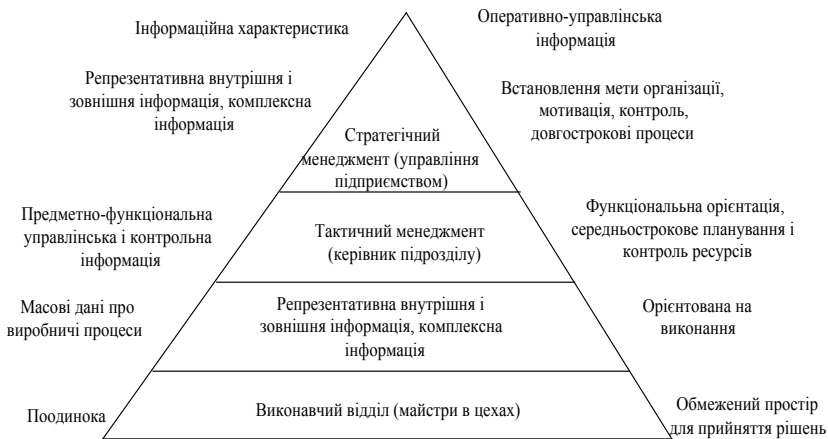 Інформаційна характеристика
Оперативно-управлінська
інформація
Репрезентативна внутрішня і
зовнішня інформація, комплексна
інформація
Встановлення мети організації,
мотивація, контроль,
довгострокові процеси
Стратегічний
менеджмент (управління
підприємством)
Предметно-функціональна
управлінська і контрольна
інформація
Тактичний менеджмент
(керівник підрозділу)
Функціональьна орієнтація,
середньострокове планування і
контроль ресурсів
Масові дані про
виробничі процеси
Репрезентативна внутрішня і
зовнішня інформація, комплексна
інформація
Орієнтована на
виконання
Поодинока
Виконавчий відділ (майстри в цехах)
Обмежений простір
для прийняття рішень